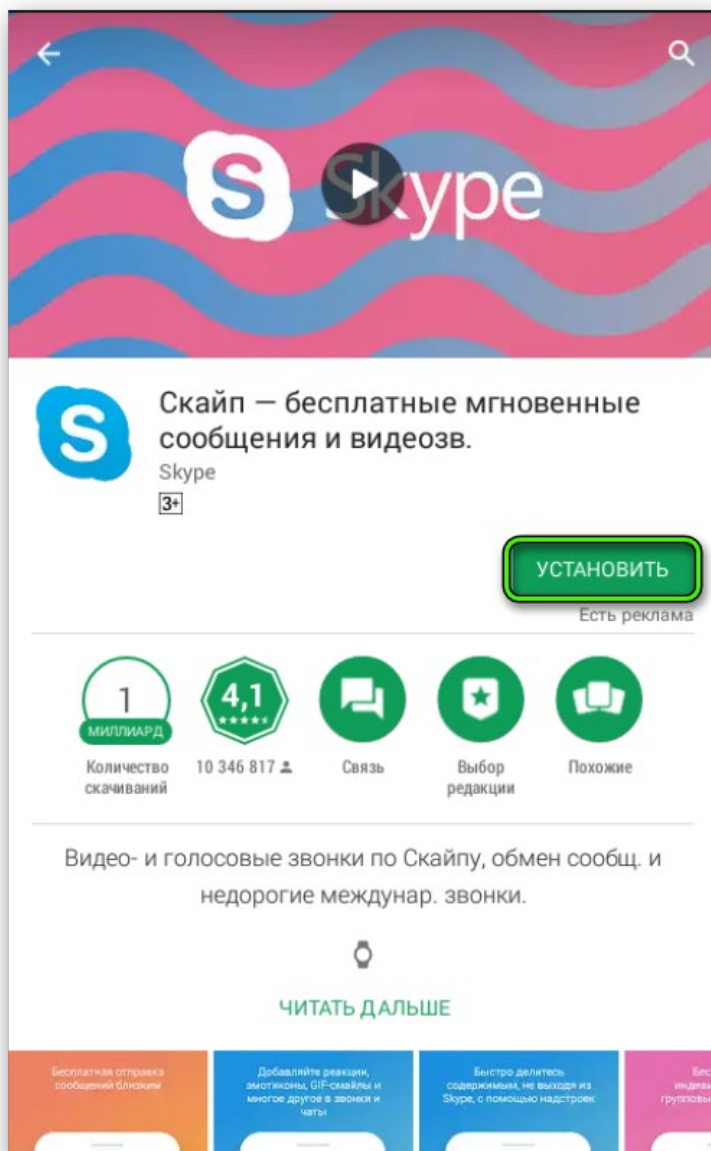 Skype
Скайп — бесплатные мгновенные
сообщения и видеозв.
Skype
3+
УСТАНОВИТЬ
Есть реклама
1
МИЛЛИАРД
4,1
Количество
скачиваний
10 346 817
Связь
Выбор
редакции
Похожие
Видео- и голосовые звонки по Скайпу, обмен сообщ. и
недорогие междунар. звонки.
ЧИТАТЬ ДАЛЬШЕ
Бесплатная отправка
сообщений близким
Добавляйте реакции,
эмотиконы, GIF-смайлы и
многое другое в звонки и
чаты
Быстро делитесь
содержимым, не выходя из
Skype, с помощью надстроек